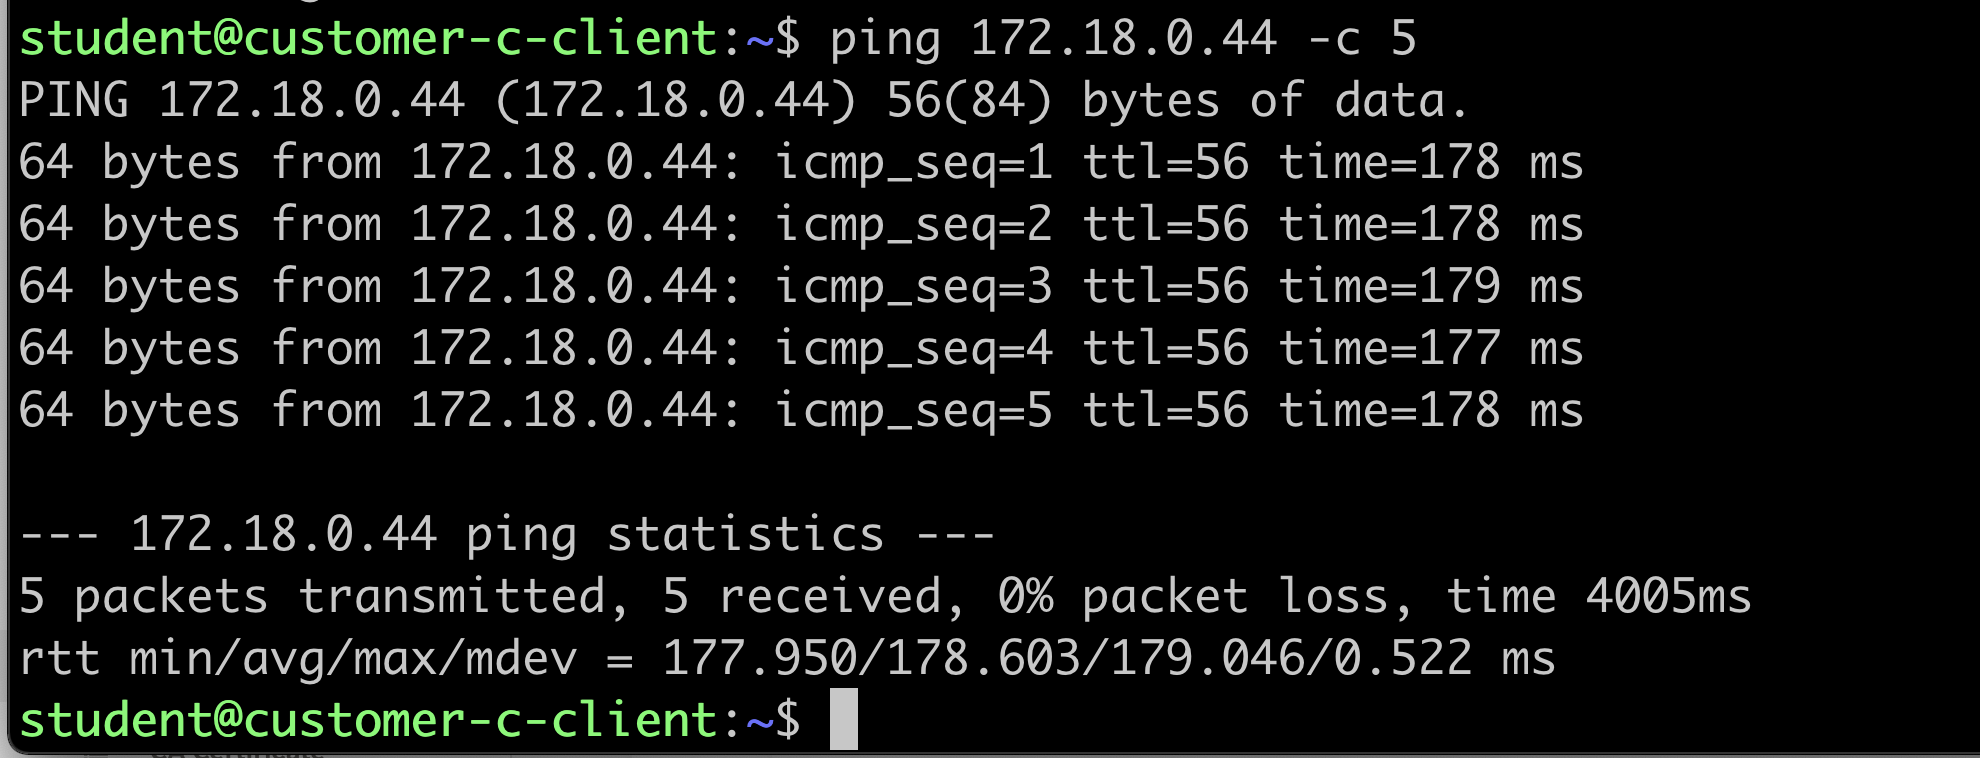 student@customer-c-client:~$ ping 172.18.0.44 -c 5
PING 172.18.0.44 (172.18.0.44) 56(84) bytes of data.
64 bytes from 172.18.0.44: icmp_seq=1 ttl=56 time=178 ms
64 bytes from 172.18.0.44: icmp_seq=2 ttl=56 time=178 ms
64 bytes from 172.18.0.44: icmp_seq=3 ttl=56 time=179 ms
64 bytes from 172.18.0.44: icmp_seq=4 ttl=56 time=177 ms
64 bytes from 172.18.0.44: icmp_seq=5 ttl=56 time=178 ms
--- 172.18.0.44 ping statistics ---
5 packets transmitted, 5 received, 0% packet loss, time 4005ms
rtt min/avg/max/mdev = 177.950/178.603/179.046/0.522 ms
student@customer-c-client:~$